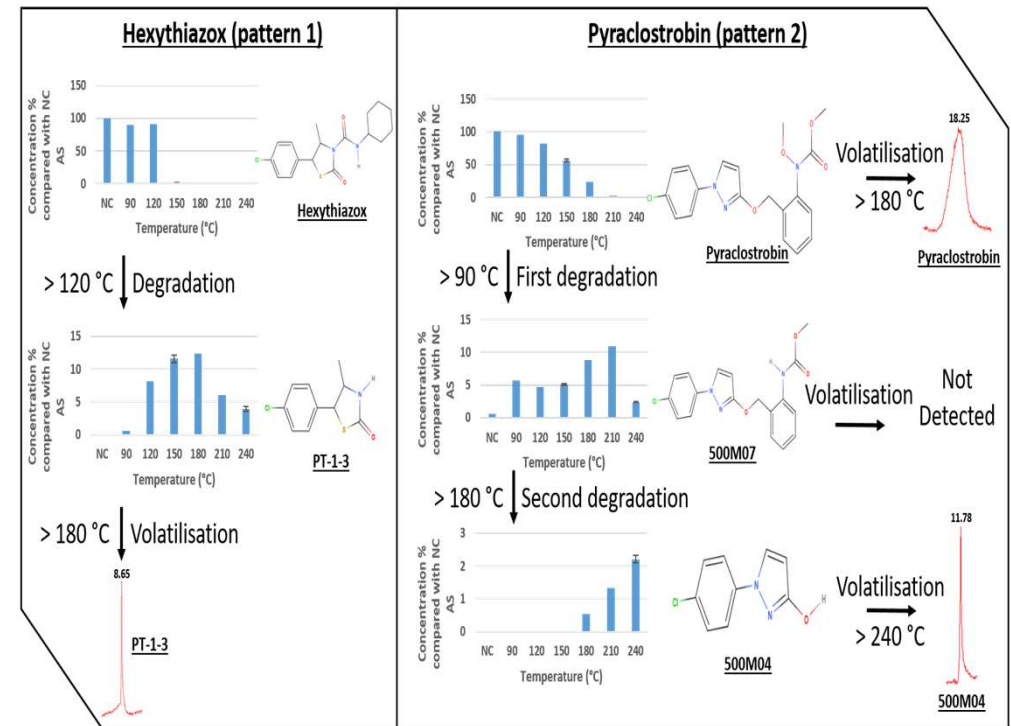 Hexythiazox (pattern 1)
Concentration %
compared with NC
AS
150
100
50
0
NC 90 120 150 180 210 240
Temperature (°C)
Cl
N
O
N
H
S
O
Hexythiazox
> 120 °C Degradation
Concentration %
compared with NC
AS
15
10
5
0
NC 90 120 150 180 210 240
Temperature (°C)
Cl
N
H
S
O
PT-1-3
> 180 °C Volatilisation
8.65
PT-1-3
Pyraclostrobin (pattern 2)
Concentration %
compared with NC
AS
150
100
50
0
NC 90 120 150 180 210 240
Temperature (°C)
Cl
N
N
O
O
N
O
O
Pyraclostrobin
Volatilisation
> 180 °C
18.25
Pyraclostrobin
> 90 °C First degradation
Concentration %
compared with NC
AS
15
10
5
0
NC 90 120 150 180 210 240
Temperature (°C)
Cl
N
N
O
H
N
O
O
500M07
Volatilisation
Not
Detected
> 180 °C Second degradation
Concentration %
compared with NC
AS
3
2
1
0
NC 90 120 150 180 210 240
Temperature (°C)
Cl
N
N
O
H
500M04
Volatilisation
> 240 °C
11.78
500M04